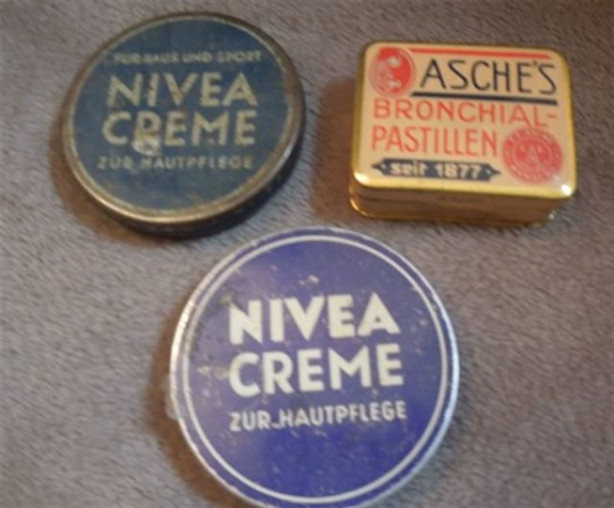 FÜR HAUS UND SPORT
NIVEA
CREME
ZUR HAUTPFLEGE
ASCHE'S
BRONCHIAL-
PASTILLEN
seit 1877
NIVEA
CREME
ZUR HAUTPFLEGE